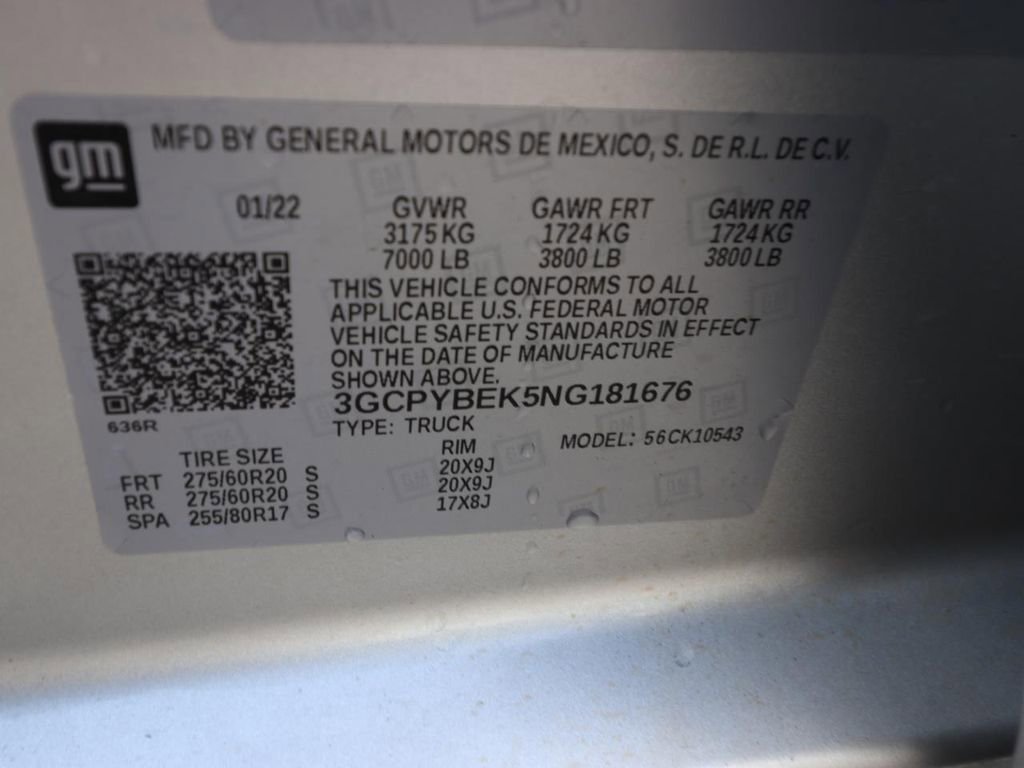 gm MFD BY GENERAL MOTORS DE MEXICO, S. DE R.L. DE C.V.
01/22 GVWR GAWR FRT GAWR RR
3175 KG 1724 KG 1724 KG
7000 LB 3800 LB 3800 LB
THIS VEHICLE CONFORMS TO ALL
APPLICABLE U.S. FEDERAL MOTOR
VEHICLE SAFETY STANDARDS IN EFFECT
ON THE DATE OF MANUFACTURE
SHOWN ABOVE.
3GCPYBEK5NG181676
636R TYPE: TRUCK
TIRE SIZE RIM MODEL: 56CK10543
FRT 275/60R20 S 20X9J
RR 275/60R20 S 20X9J
SPA 255/80R17 S 17X8J